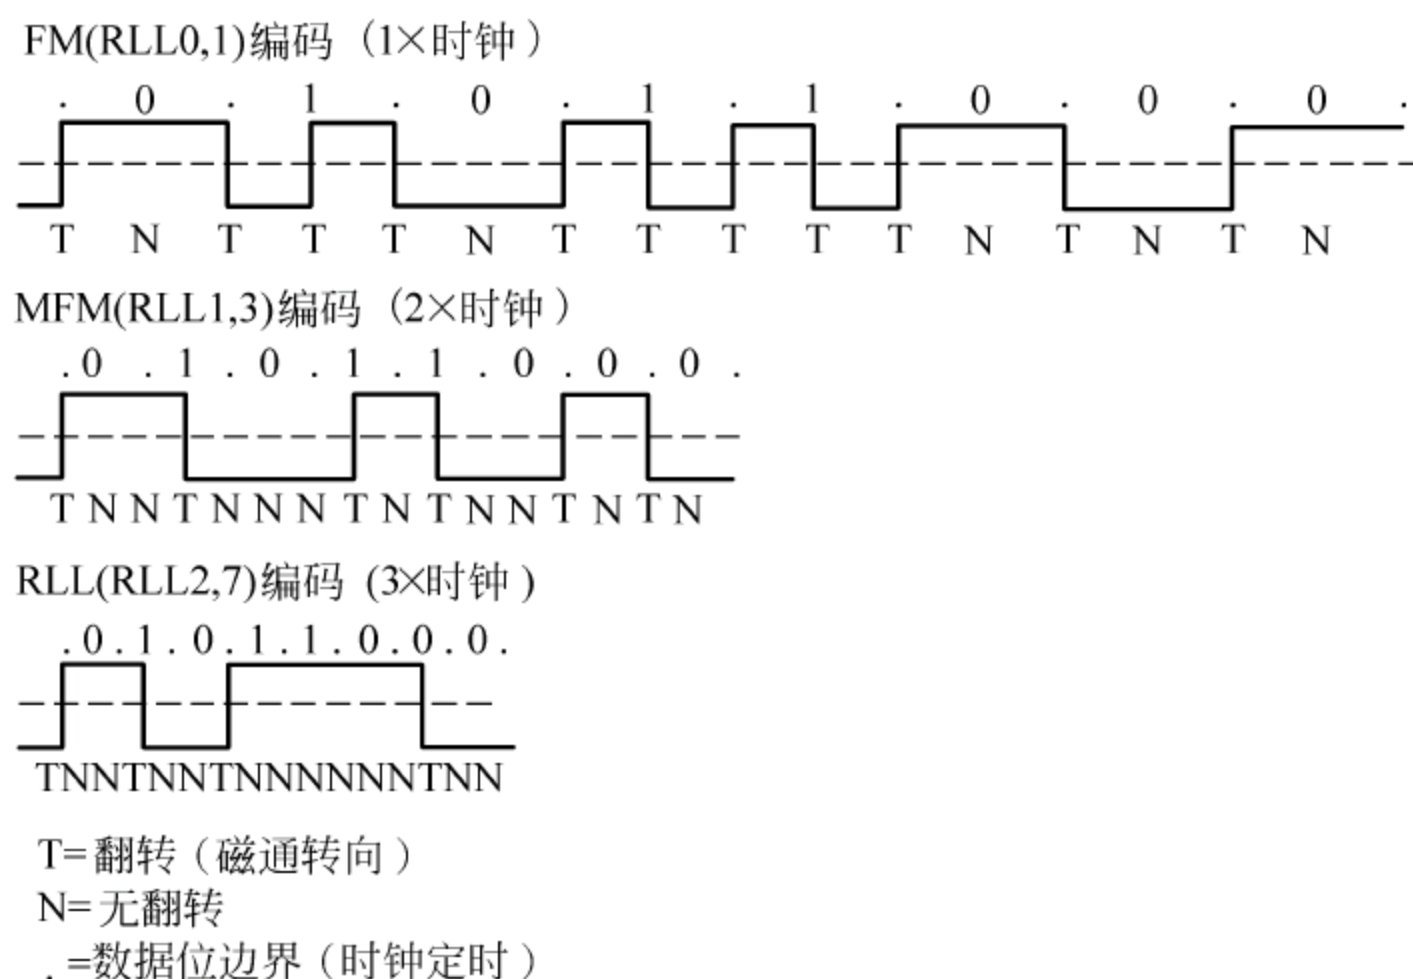 FM(RLL0,1)编码（1×时钟）
. 0 . 1 . 0 . 1 . 1 . 0 . 0 . 0 .
T N T T T N T T T T T N T N T N
MFM(RLL1,3)编码（2×时钟）
.0 .1.0.1.1.0.0.0.
T N N T N N N T N T N N T N T N
RLL(RLL2,7)编码 (3×时钟 )
.0.1.0.1.1.0.0.0.
TNNTNNTNNNNNNTNN
T=翻转（磁通转向）
N=无翻转
. =数据位边界（时钟定时）